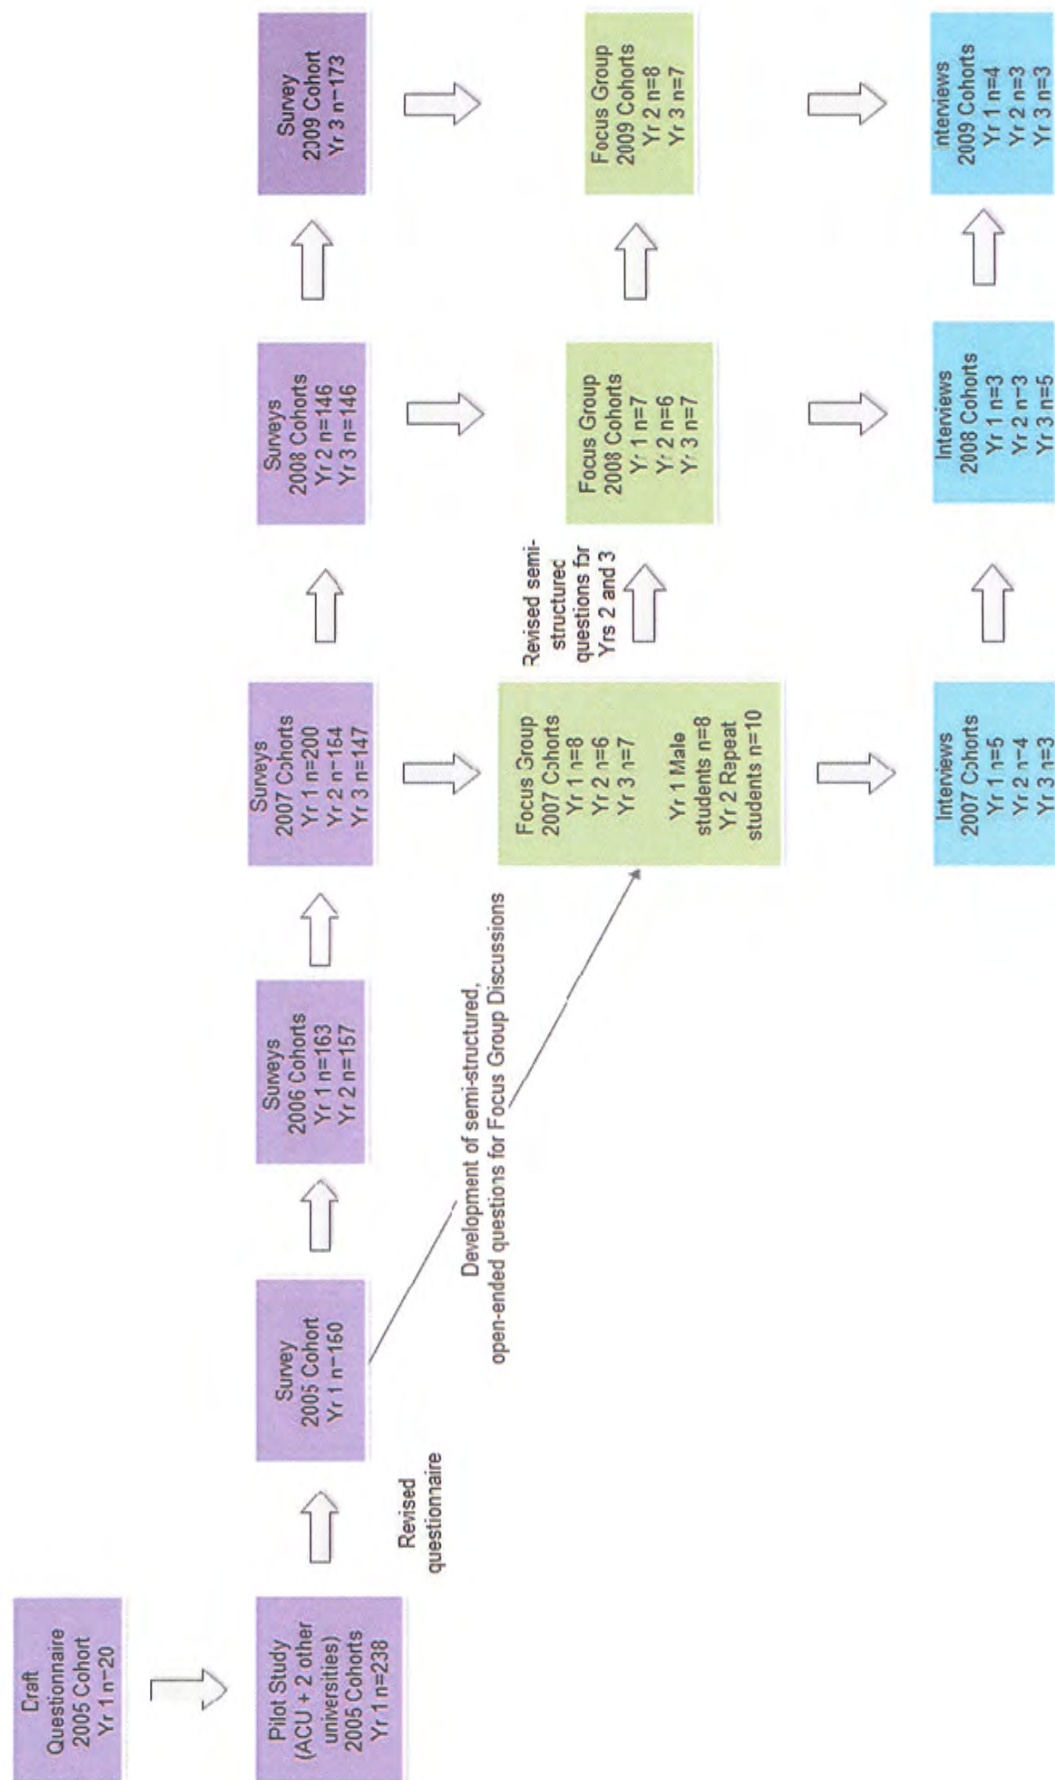 Draft
Questionnaire
2005 Cohort
Yr 1 n-20
Pilot Study
(ACU + 2 other
universities)
2005 Cohorts
Yr 1 n=238
Revised
questionnaire
Survey
2005 Cohort
Yr 1 n-160
Surveys
2006 Cohorts
Yr 1 n=163
Yr 2 n=157
Surveys
2007 Cohorts
Yr 1 n=200
Yr 2 n-154
Yr 3 n=147
Surveys
2008 Cohorts
Yr 2 n=146
Yr 3 n=146
Survey
2009 Cohort
Yr 3 n-173
Development of semi-structured,
open-ended questions for Focus Group Discussions
Focus Group
2007 Cohorts
Yr 1 n=8
Yr 2 n=6
Yr 3 n=7
Yr 1 Male
students n=8
Yr 2 Repeat
students n=10
Revised semi-
structured
questions for
Yrs 2 and 3
Focus Group
2008 Cohorts
Yr 1 n=7
Yr 2 n=6
Yr 3 n=7
Focus Group
2009 Cohorts
Yr 2 n=8
Yr 3 n=7
Interviews
2007 Cohorts
Yr 1 n=5
Yr 2 n-4
Yr 3 n=3
Interviews
2008 Cohorts
Yr 1 n=3
Yr 2 n-3
Yr 3 n=5
Interviews
2009 Cohorts
Yr 1 n=4
Yr 2 n=3
Yr 3 n=3